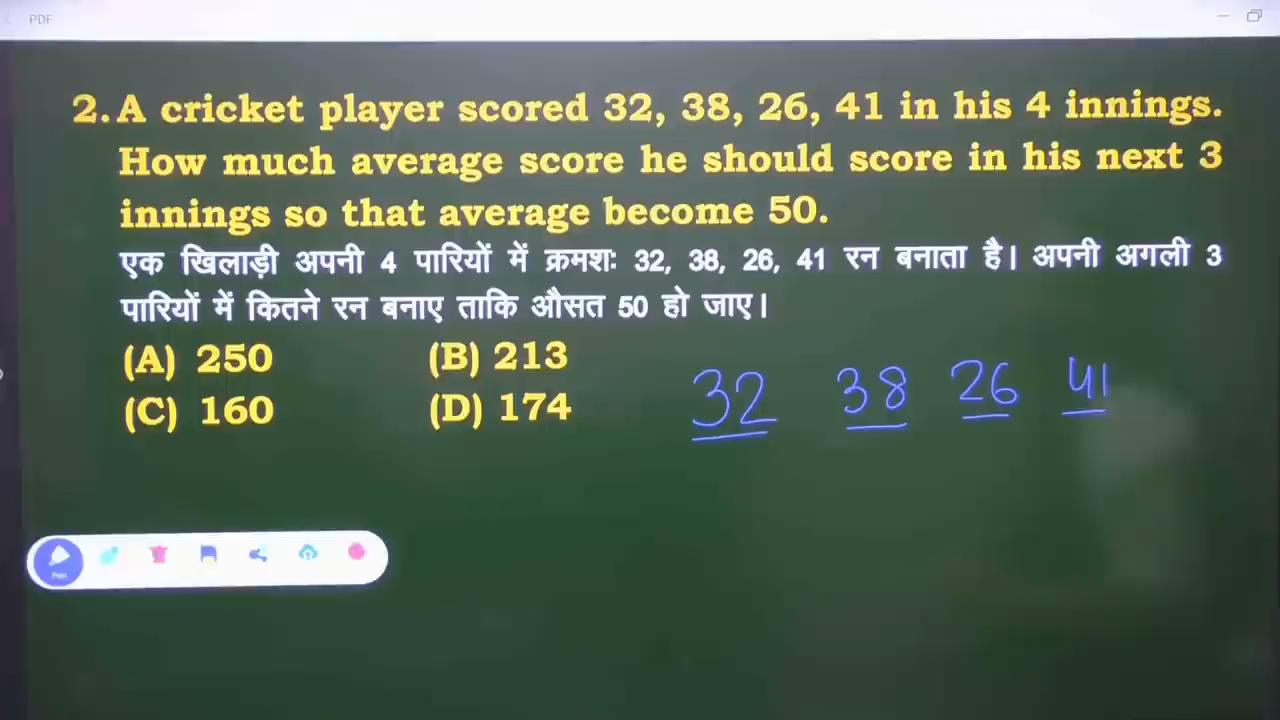 PDF
2. A cricket player scored 32, 38, 26, 41 in his 4 innings.
How much average score he should score in his next 3
innings so that average become 50.
एक खिलाड़ी अपनी 4 पारियों में क्रमशः 32, 38, 26, 41 रन बनाता है। अपनी अगली 3
पारियों में कितने रन बनाए ताकि औसत 50 हो जाए।
(A) 250 (B) 213
(C) 160 (D) 174
32 38 26 41
Pen